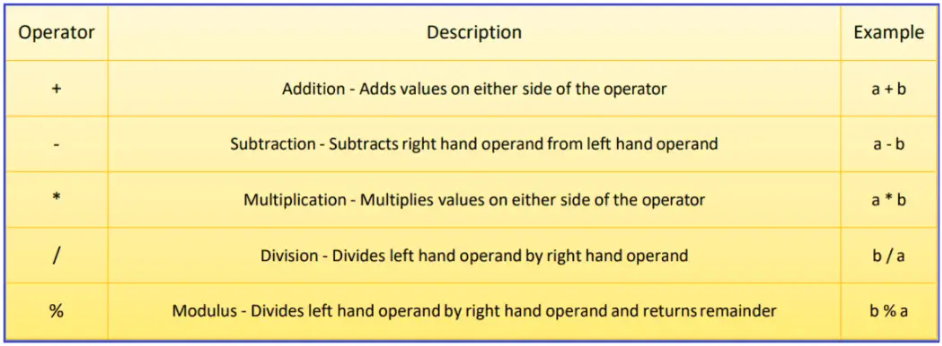 Operator Description Example
+ Addition - Adds values on either side of the operator a + b
- Subtraction - Subtracts right hand operand from left hand operand a - b
* Multiplication - Multiplies values on either side of the operator a * b
/ Division - Divides left hand operand by right hand operand b / a
% Modulus - Divides left hand operand by right hand operand and returns remainder b % a